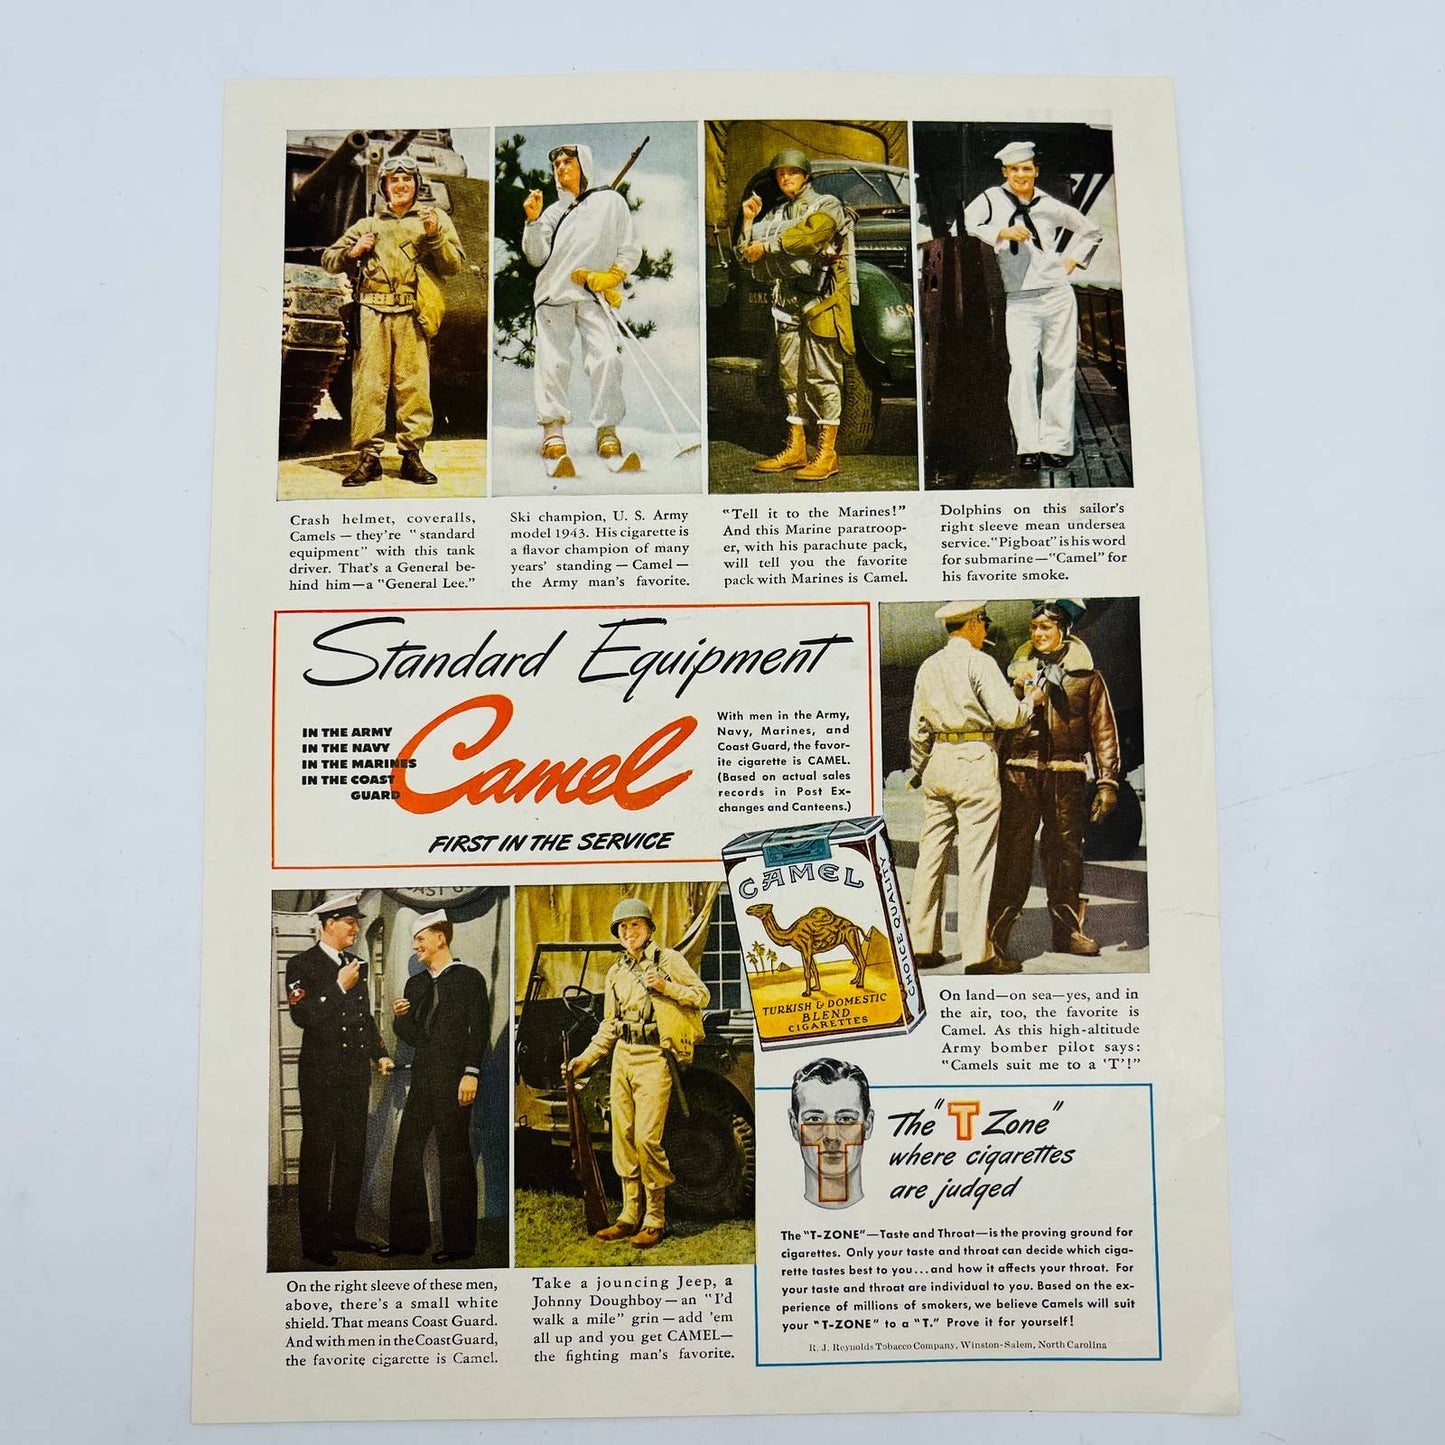 USMC
USM
Crash helmet, coveralls,
Camels — they're "standard
equipment" with this tank
driver. That's a General be-
hind him—a "General Lee."
Ski champion, U. S. Army
model 1943. His cigarette is
a flavor champion of many
years' standing — Camel —
the Army man's favorite.
"Tell it to the Marines!"
And this Marine paratroop-
er, with his parachute pack,
will tell you the favorite
pack with Marines is Camel.
Dolphins on this sailor's
right sleeve mean undersea
service. "Pigboat" is his word
for submarine—"Camel" for
his favorite smoke.
Standard Equipment
IN THE ARMY
IN THE NAVY
IN THE MARINES
IN THE COAST
GUARD
Camel
FIRST IN THE SERVICE
With men in the Army,
Navy, Marines, and
Coast Guard, the favor-
ite cigarette is CAMEL.
(Based on actual sales
records in Post Ex-
changes and Canteens.)
CAMEL
TURKISH & DOMESTIC
BLEND
CIGARETTES
CHOICE QUALITY
AST G
On land—on sea—yes, and in
the air, too, the favorite is
Camel. As this high-altitude
Army bomber pilot says:
"Camels suit me to a 'T'!"
On the right sleeve of these men,
above, there's a small white
shield. That means Coast Guard.
And with men in the Coast Guard,
the favorite cigarette is Camel.
Take a jouncing Jeep, a
Johnny Doughboy — an "I'd
walk a mile" grin — add 'em
all up and you get CAMEL—
the fighting man's favorite.
T
The "T Zone"
where cigarettes
are judged
The "T-ZONE"—Taste and Throat—is the proving ground for
cigarettes. Only your taste and throat can decide which ciga-
rette tastes best to you...and how it affects your throat. For
your taste and throat are individual to you. Based on the ex-
perience of millions of smokers, we believe Camels will suit
your "T-ZONE" to a "T." Prove it for yourself!
R. J. Reynolds Tobacco Company, Winston-Salem, North Carolina